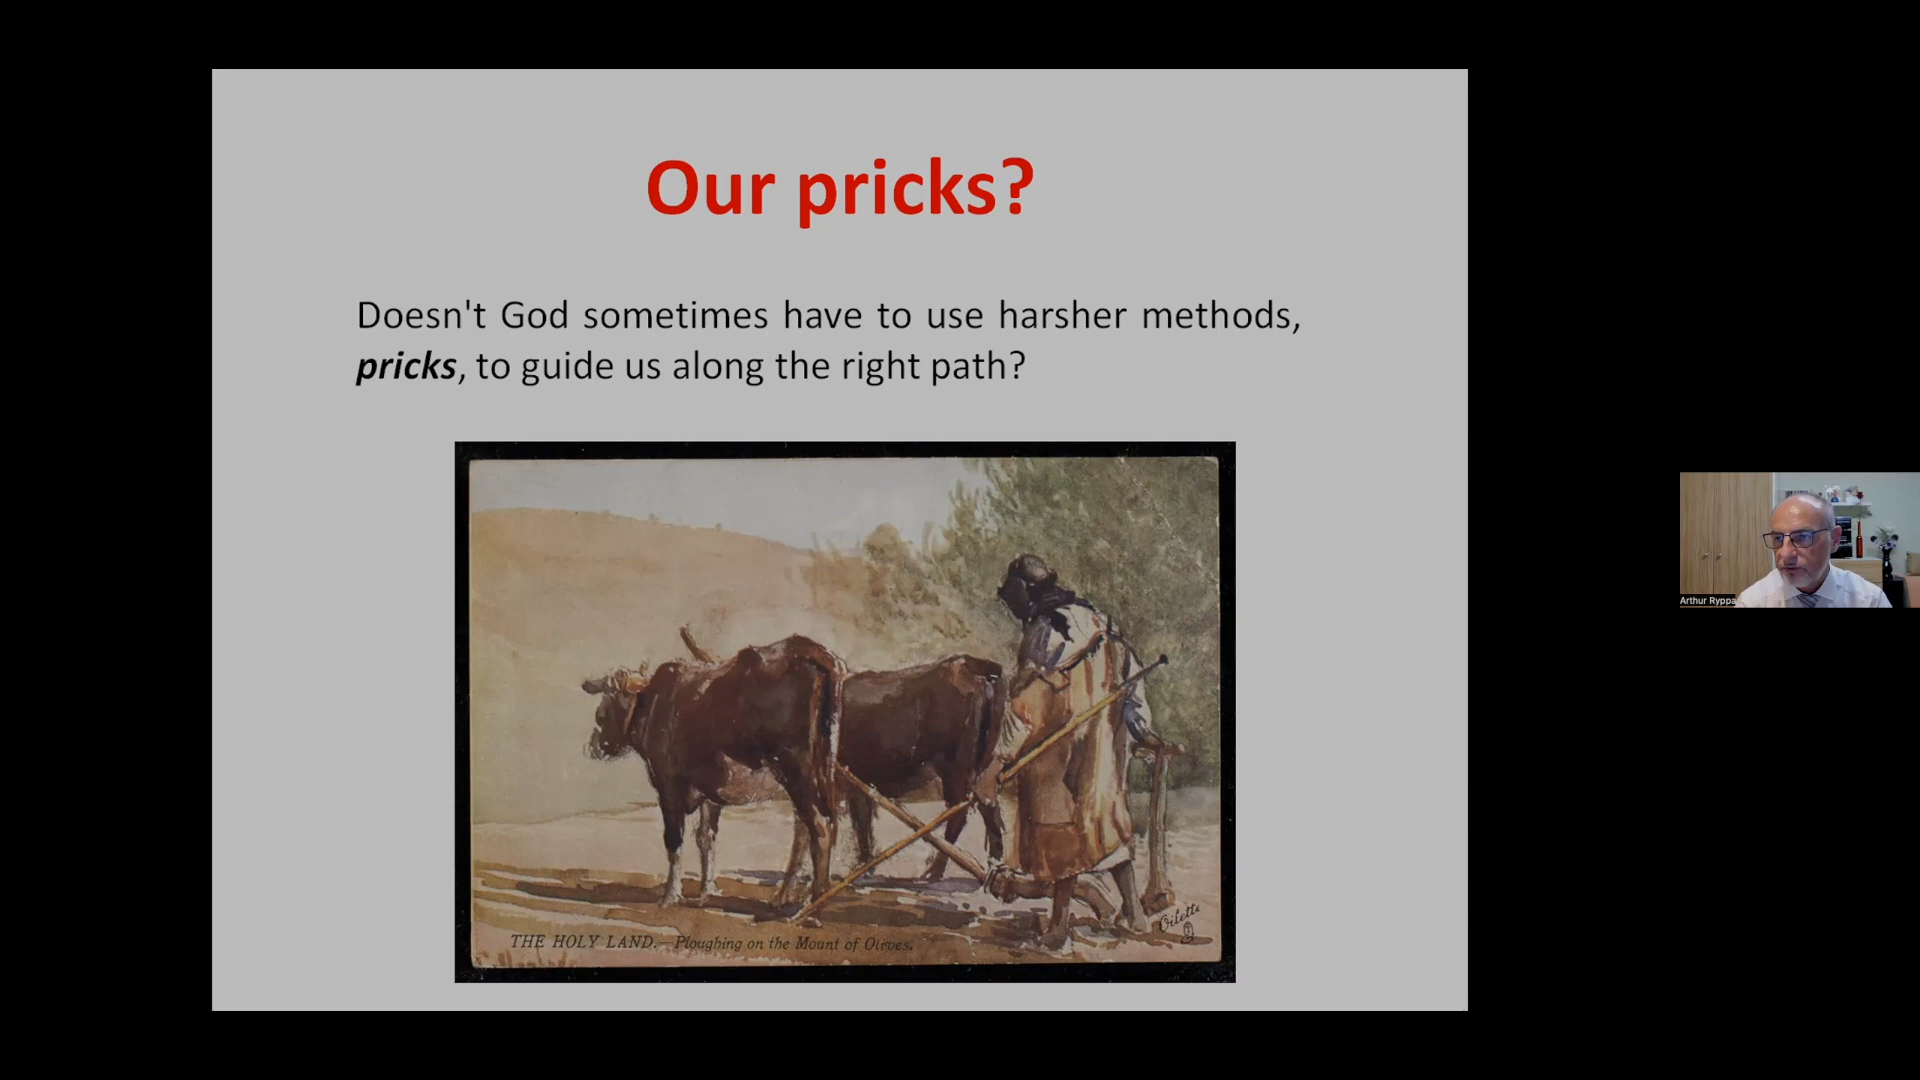 Our pricks?
Doesn't God sometimes have to use harsher methods,
pricks, to guide us along the right path?
THE HOLY LAND.—Ploughing on the Mount of Olives.
Oilette
Arthur Ryppa